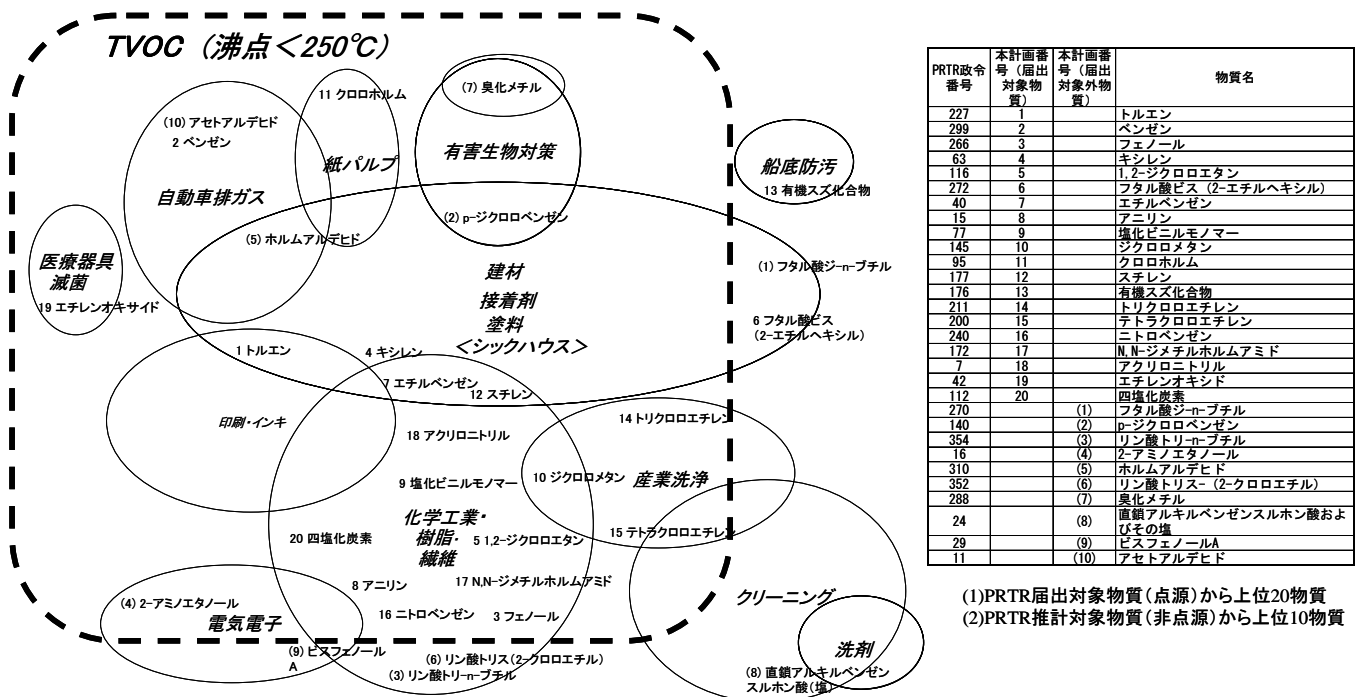 TVOC（沸点＜250℃）
(7) 臭化メチル
11 クロロホルム
(10) アセトアルデヒド
2 ベンゼン
有害生物対策
紙パルプ
船底防汚
13 有機スズ化合物
自動車排ガス
(2) p-ジクロロベンゼン
(5) ホルムアルデヒド
医療器具
滅菌
19 エチレンオキサイド
建材
接着剤
塗料
＜シックハウス＞
(1) フタル酸ジ-n-ブチル
6 フタル酸ビス
(2-エチルヘキシル)
1 トルエン
4 キシレン
7 エチルベンゼン
12 スチレン
印刷・インキ
14 トリクロロエチレン
18 アクリロニトリル
9 塩化ビニルモノマー
10 ジクロロメタン
産業洗浄
化学工業・
樹脂・
繊維
20 四塩化炭素
5 1,2-ジクロロエタン
15 テトラクロロエチレン
8 アニリン
17 N,N-ジメチルホルムアミド
クリーニング
(4) 2-アミノエタノール
電気電子
16 ニトロベンゼン
3 フェノール
洗剤
(9) ビスフェノール
A
(6) リン酸トリス(2-クロロエチル)
(3) リン酸トリ-n-ブチル
(8) 直鎖アルキルベンゼン
スルホン酸(塩)
PRTR政令番号 本計画番号（届出対象物質） 本計画番号（届出対象外物質） 物質名
227 1 トルエン
299 2 ベンゼン
266 3 フェノール
63 4 キシレン
116 5 1,2-ジクロロエタン
272 6 フタル酸ビス（2-エチルヘキシル）
40 7 エチルベンゼン
15 8 アニリン
77 9 塩化ビニルモノマー
145 10 ジクロロメタン
95 11 クロロホルム
177 12 スチレン
176 13 有機スズ化合物
211 14 トリクロロエチレン
200 15 テトラクロロエチレン
240 16 ニトロベンゼン
172 17 N,N-ジメチルホルムアミド
7 18 アクリロニトリル
42 19 エチレンオキシド
112 20 四塩化炭素
270 (1) フタル酸ジ-n-ブチル
140 (2) p-ジクロロベンゼン
354 (3) リン酸トリ-n-ブチル
16 (4) 2-アミノエタノール
310 (5) ホルムアルデヒド
352 (6) リン酸トリス-（2-クロロエチル）
288 (7) 臭化メチル
24 (8) 直鎖アルキルベンゼンスルホン酸およ
びその塩
29 (9) ビスフェノールA
11 (10) アセトアルデヒド
(1)PRTR届出対象物質（点源）から上位20物質
(2)PRTR推計対象物質（非点源）から上位10物質